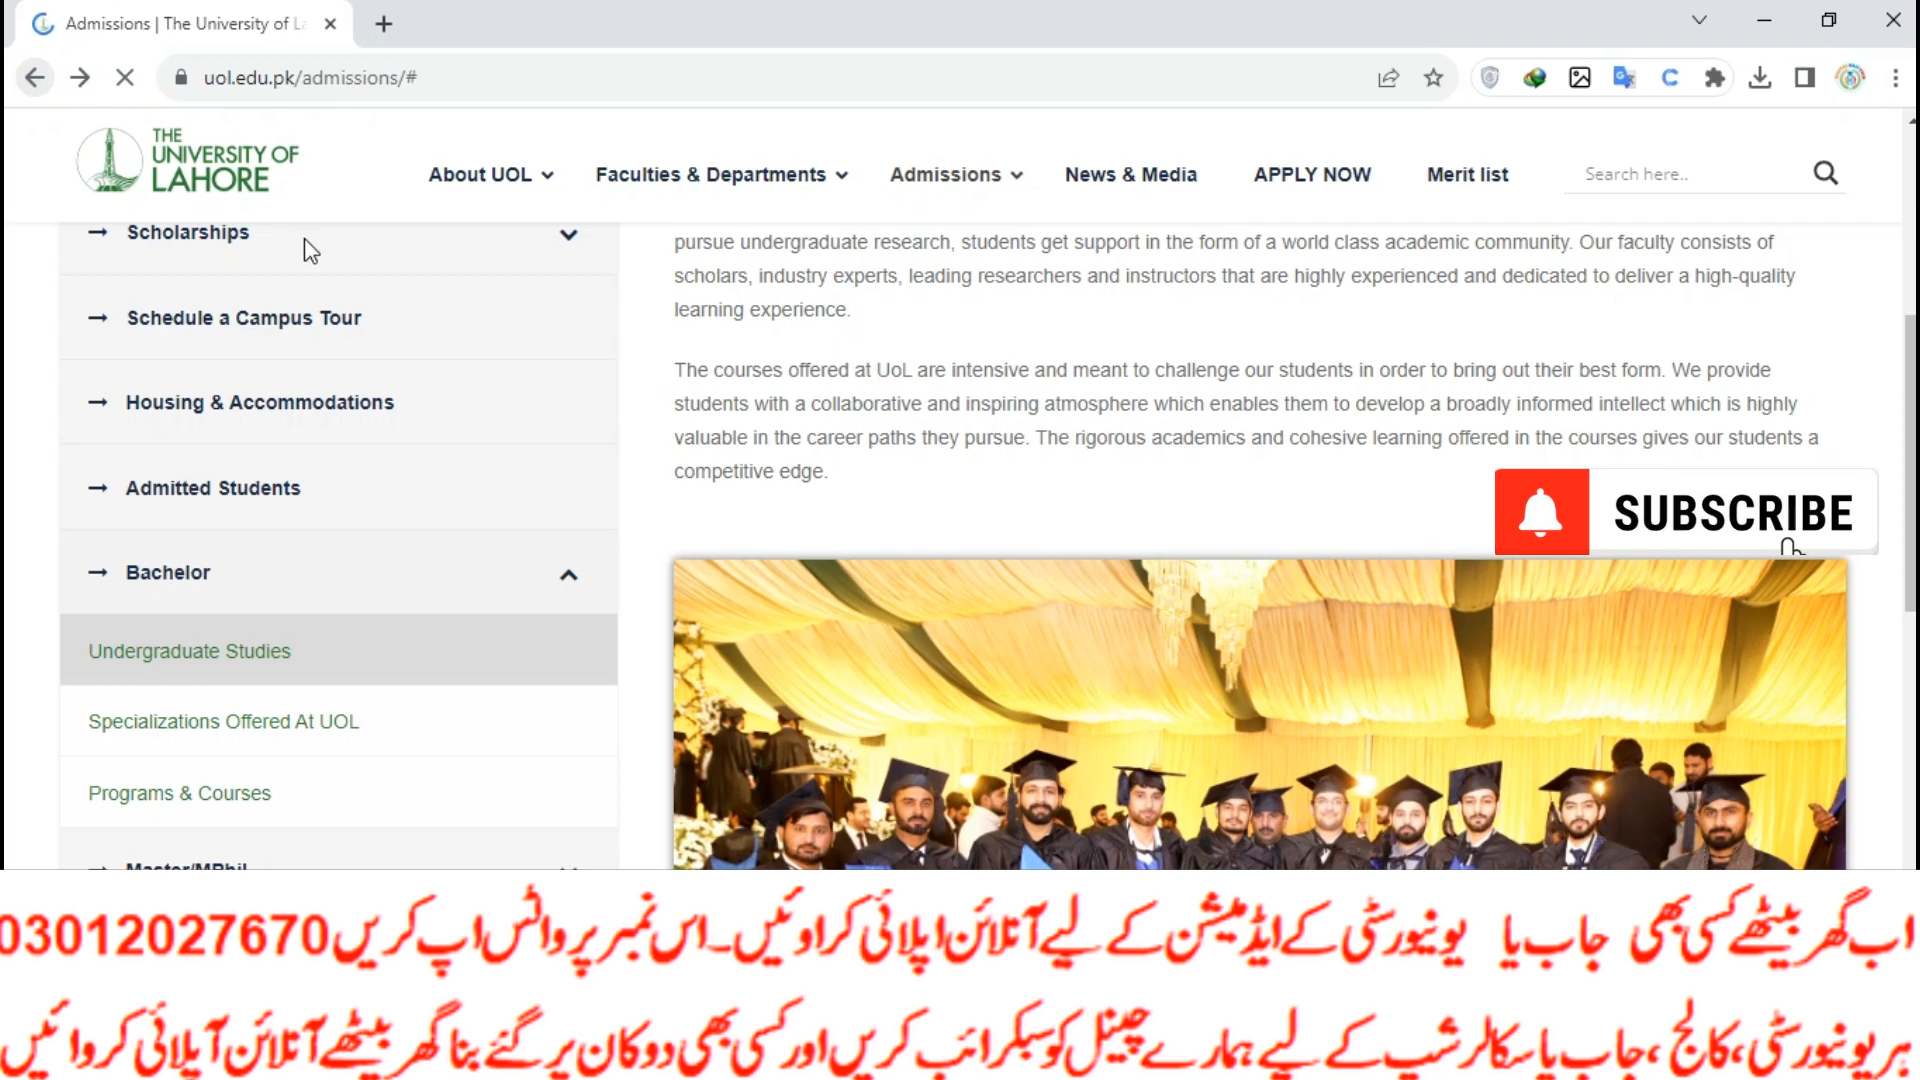 Admissions | The University of La
uol.edu.pk/admissions/#
THE
UNIVERSITY OF
LAHORE
About UOL
Faculties & Departments
Admissions
News & Media
APPLY NOW
Merit list
Search here..
Scholarships
Schedule a Campus Tour
Housing & Accommodations
Admitted Students
Bachelor
Undergraduate Studies
Specializations Offered At UOL
Programs & Courses
Master/MPhil
pursue undergraduate research, students get support in the form of a world class academic community. Our faculty consists of
scholars, industry experts, leading researchers and instructors that are highly experienced and dedicated to deliver a high-quality
learning experience.
The courses offered at UoL are intensive and meant to challenge our students in order to bring out their best form. We provide
students with a collaborative and inspiring atmosphere which enables them to develop a broadly informed intellect which is highly
valuable in the career paths they pursue. The rigorous academics and cohesive learning offered in the courses gives our students a
competitive edge.
SUBSCRIBE
اب گھر بیٹھے کسی بھی جاب یا یونیورسٹی کے ایڈمیشن کے لیے آنلائن اپلائی کراوئیں۔اس نمبر پر واٹس اپ کریں 03012027670
ہر یونیورسٹی، کالج ،جاب یا سکالرشپ کے لیے ہمارے چینل کو سبکرائب کریں اور کسی بھی دوکان پر گئے بنا گھر بیٹھے آنلائن آپلائی کروائیں